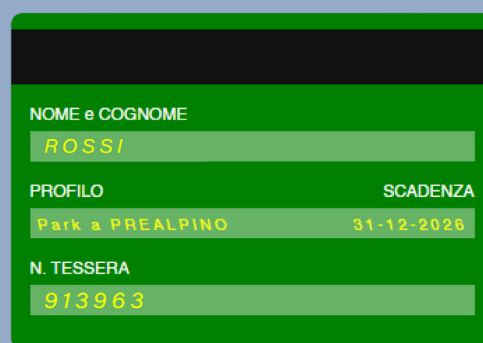 NOME e COGNOME
ROSSI
PROFILO SCADENZA
Park a PREALPINO 31-12-2026
N. TESSERA
913963